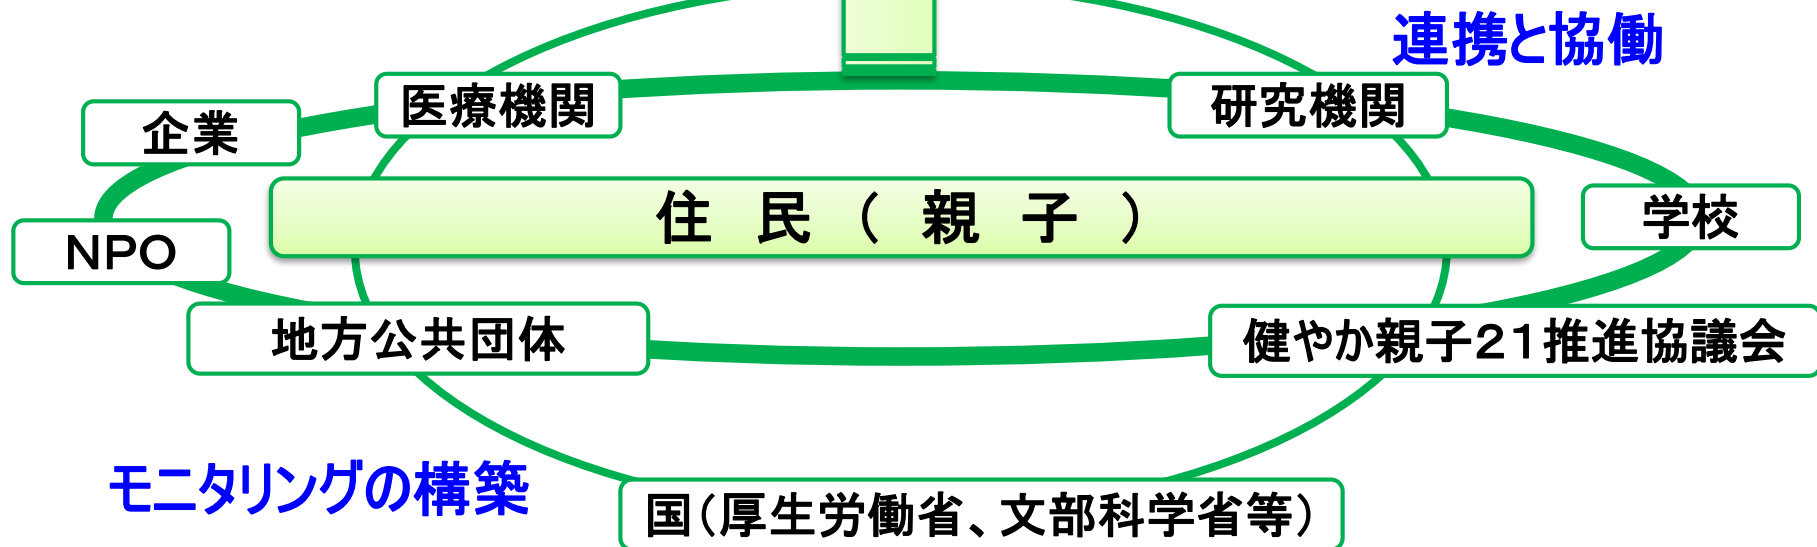 連携と協働
医療機関
研究機関
企業
住民(親子)
学校
NPO
地方公共団体
健やか親子21推進協議会
モニタリングの構築
国(厚生労働省、文部科学省等)